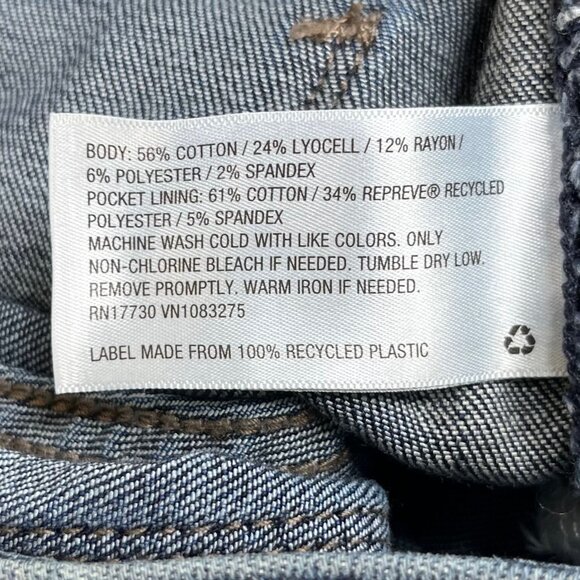 BODY: 56% COTTON / 24% LYOCELL / 12% RAYON /
6% POLYESTER / 2% SPANDEX
POCKET LINING: 61% COTTON / 34% REPREVE® RECYCLED
POLYESTER / 5% SPANDEX
MACHINE WASH COLD WITH LIKE COLORS. ONLY
NON-CHLORINE BLEACH IF NEEDED. TUMBLE DRY LOW.
REMOVE PROMPTLY. WARM IRON IF NEEDED.
RN17730 VN1083275
LABEL MADE FROM 100% RECYCLED PLASTIC